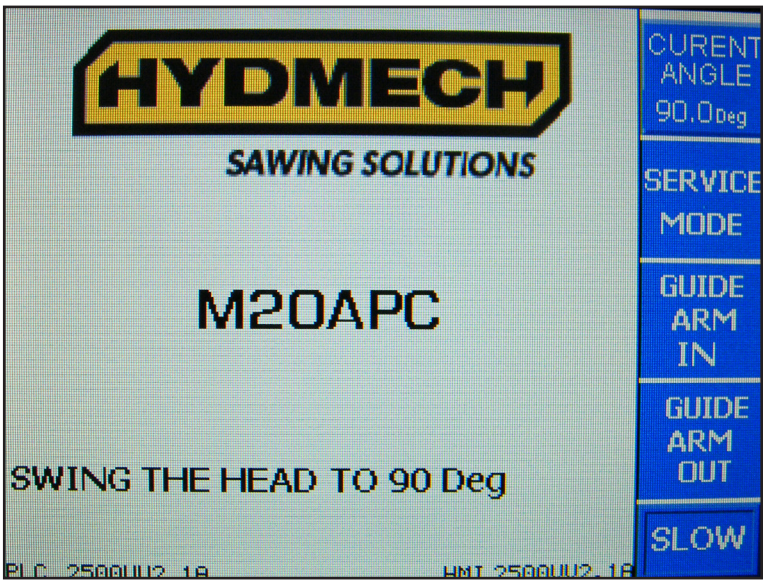 HYDMECH
SAWING SOLUTIONS
M20APC
SWING THE HEAD TO 90 Deg
CURENT
ANGLE
90.0Deg
SERVICE
MODE
GUIDE
ARM
IN
GUIDE
ARM
OUT
SLOW